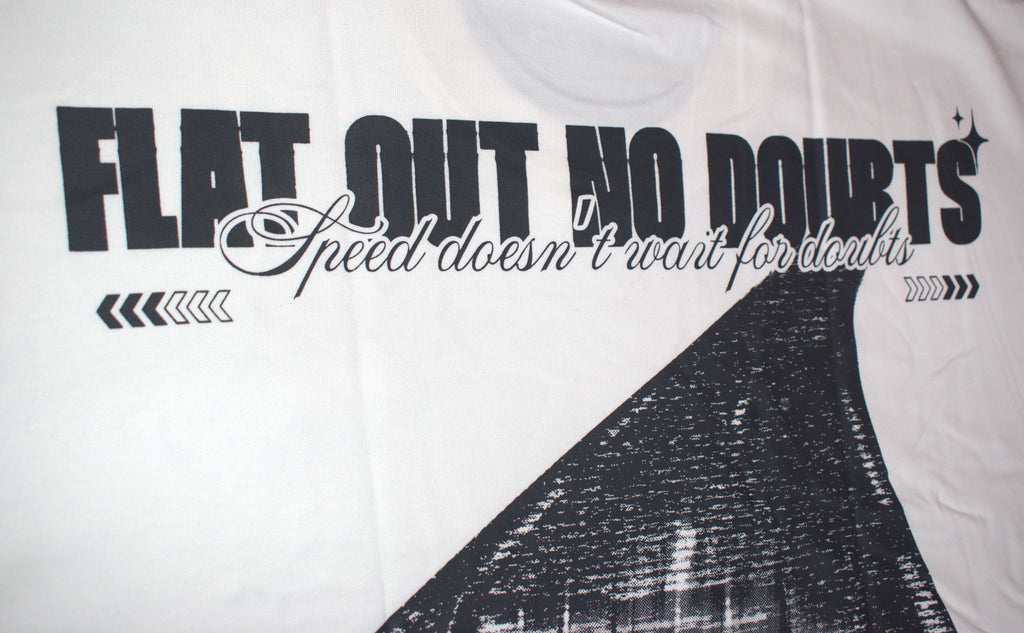 FLAT OUT NO DOUBTS
Speed doesn't wait for doubts